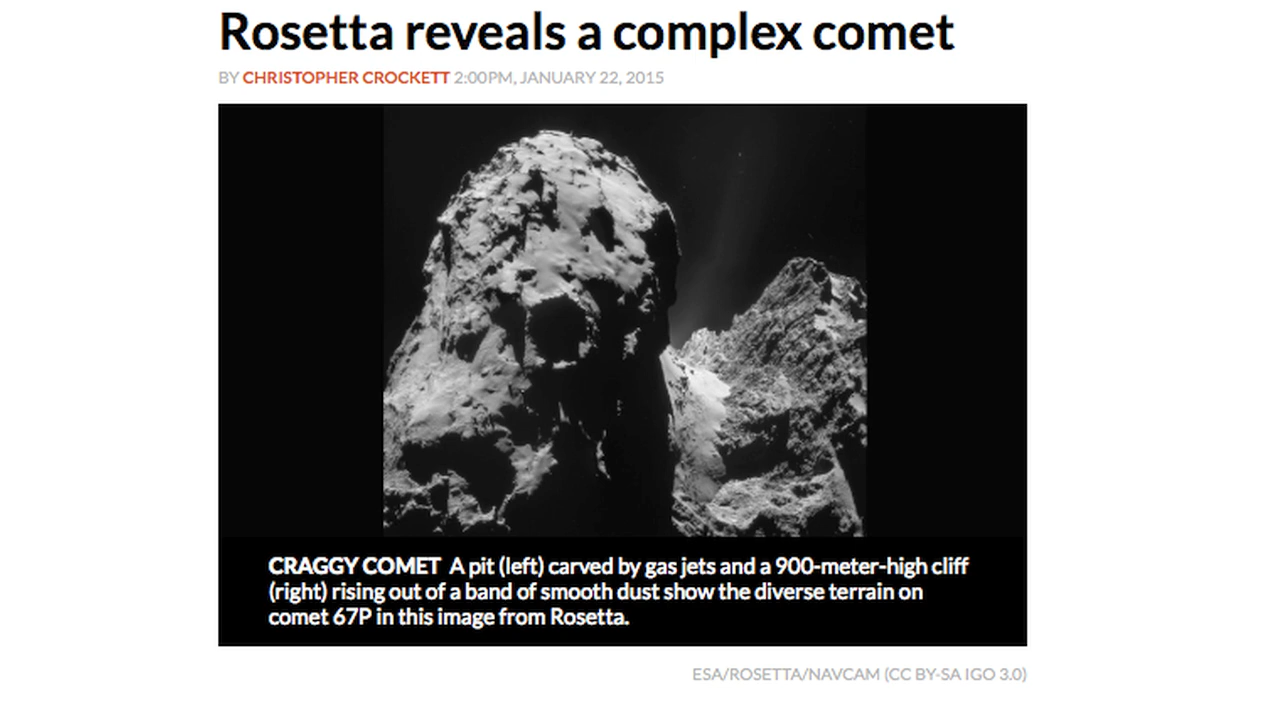 Rosetta reveals a complex comet
BY CHRISTOPHER CROCKETT 2:00PM, JANUARY 22, 2015
CRAGGY COMET A pit (left) carved by gas jets and a 900-meter-high cliff
(right) rising out of a band of smooth dust show the diverse terrain on
comet 67P in this image from Rosetta.
ESA/ROSETTA/NAVCAM (CC BY-SA IGO 3.0)